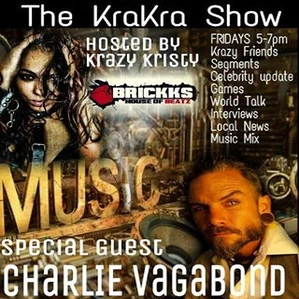 The KraKra Show
HOSTED BY
KRAZY KRISTY
BRICKKS
HOUSE OF BEATZ
FRIDAYS 5-7pm
Krazy Friends
Segments
Celebrity update
Games
World Talk
Interviews
Local News
Music Mix
MUSIC
SPECIAL GUEST
CHARLIE VAGABOND